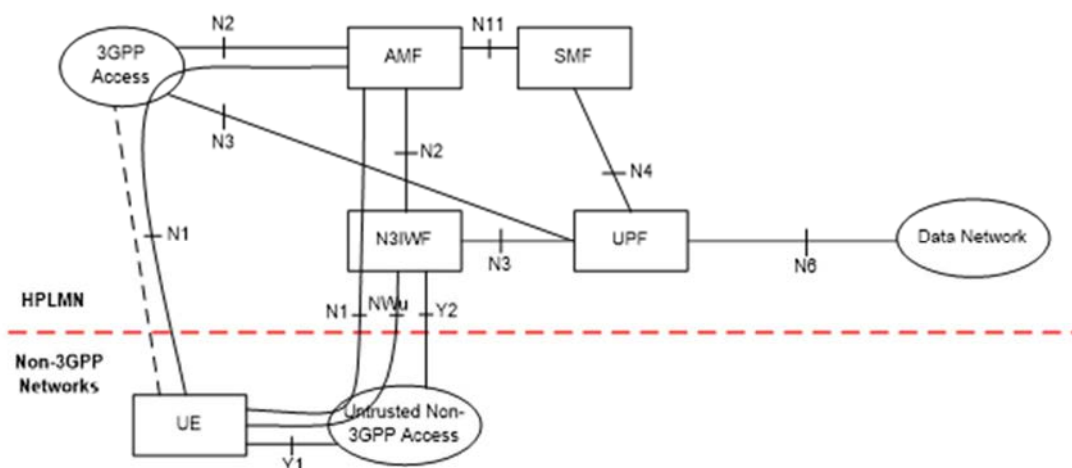 N2
3GPP
Access
AMF
N11
SMF
N3
N2
N4
N1
N3IWF
N3
UPF
N6
Data Network
HPLMN
N1
NWu
Y2
Non-3GPP
Networks
UE
Untrusted Non-
3GPP Access
Y1